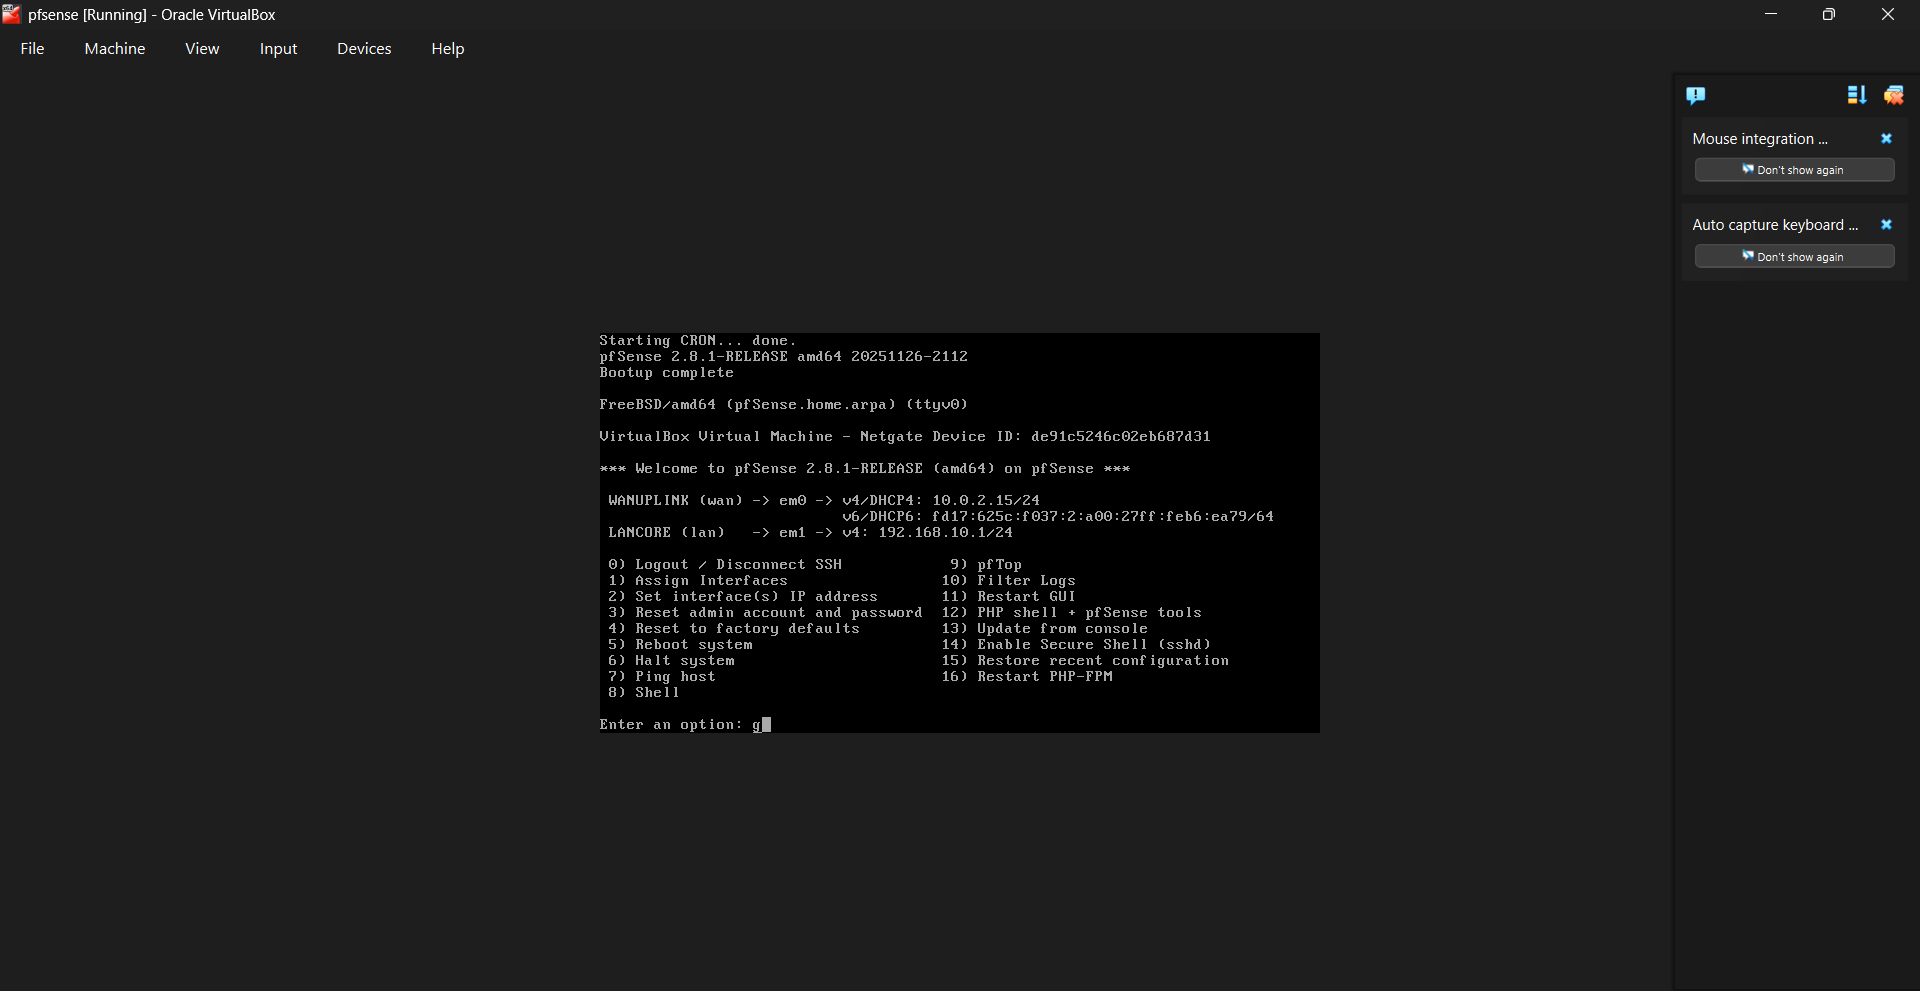 pfsense [Running] - Oracle VirtualBox
File Machine View Input Devices Help
Mouse integration ...
Don't show again
Auto capture keyboard ...
Don't show again
Starting CRON... done.
pfSense 2.8.1-RELEASE amd64 20251126-2112
Bootup complete
FreeBSD/amd64 (pfSense.home.arpa) (ttyv0)
VirtualBox Virtual Machine - Netgate Device ID: de91c5246c02eb687d31
*** Welcome to pfSense 2.8.1-RELEASE (amd64) on pfSense ***
WANUPLINK (wan) -> em0 -> v4/DHCP4: 10.0.2.15/24
v6/DHCP6: fd17:625c:f037:2:a00:27ff:feb6:ea79/64
LANCORE (lan) -> em1 -> v4: 192.168.10.1/24
0) Logout / Disconnect SSH 9) pfTop
1) Assign Interfaces 10) Filter Logs
2) Set interface(s) IP address 11) Restart GUI
3) Reset admin account and password 12) PHP shell + pfSense tools
4) Reset to factory defaults 13) Update from console
5) Reboot system 14) Enable Secure Shell (sshd)
6) Halt system 15) Restore recent configuration
7) Ping host 16) Restart PHP-FPM
8) Shell
Enter an option: g